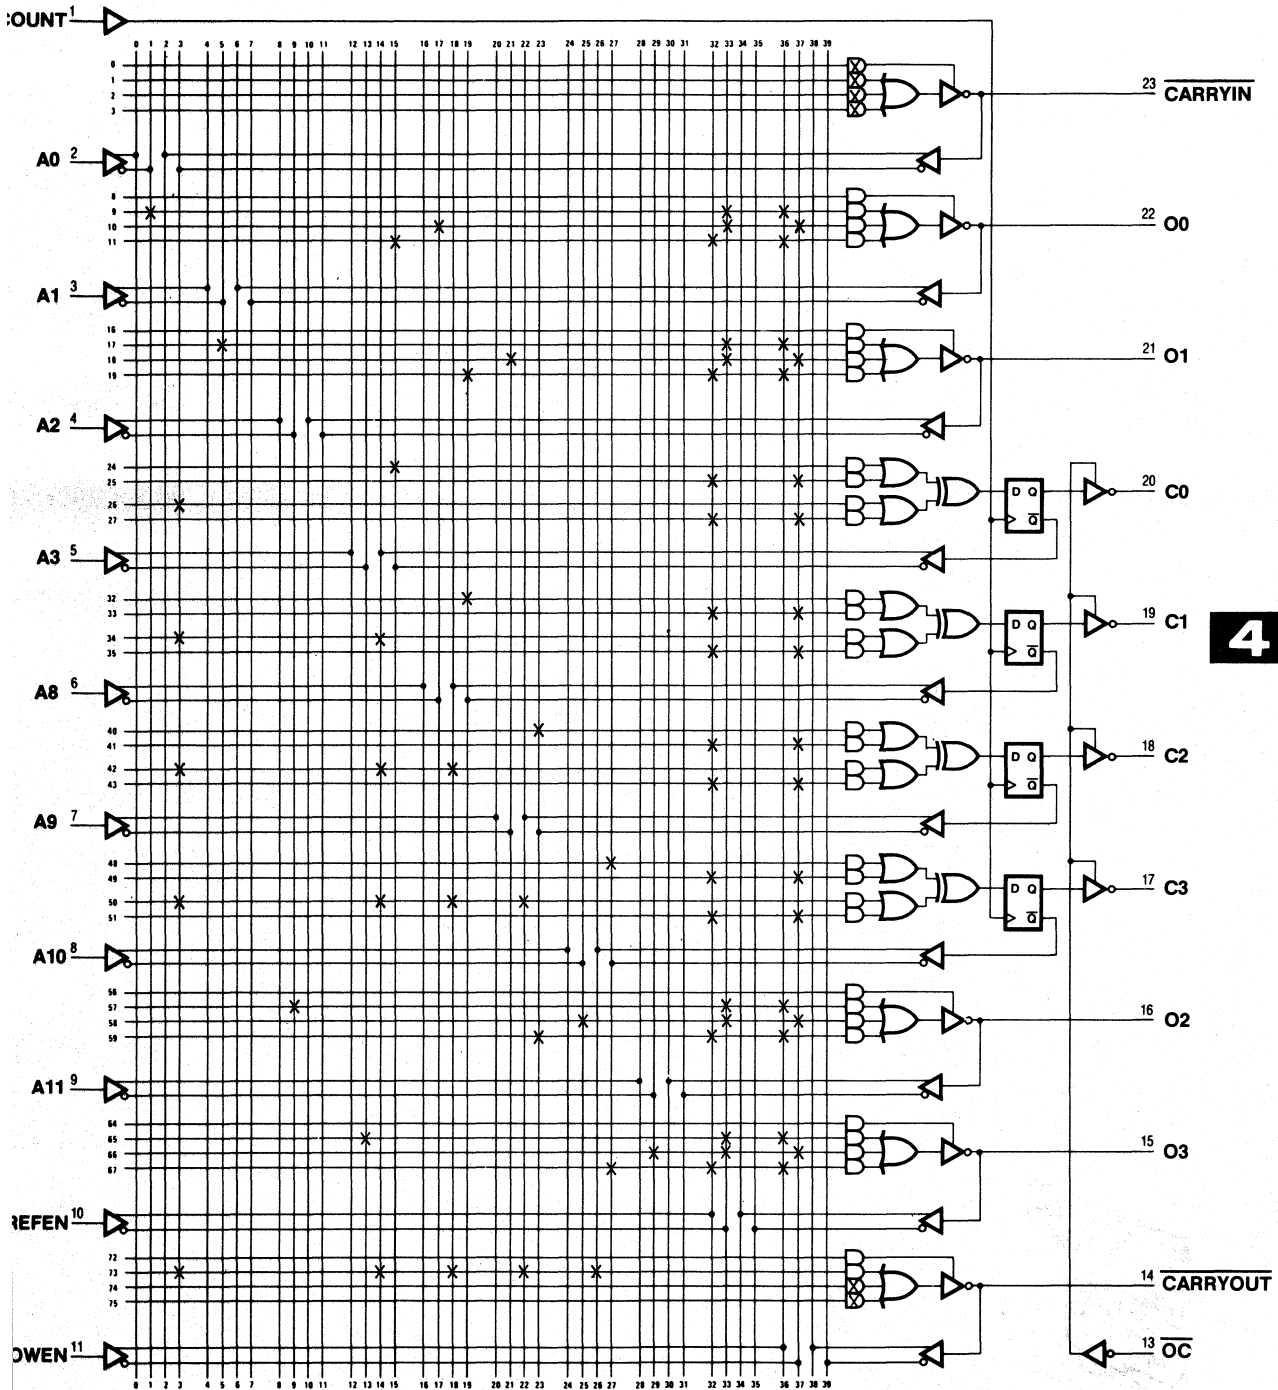 COUNT 1
0 1 2 3 4 5 6 7 8 9 10 11 12 13 14 15 16 17 18 19 20 21 22 23 24 25 26 27 28 29 30 31 32 33 34 35 36 37 38 39
0
1
2
3
23 CARRYIN
A0 2
8
9
10
11
22 O0
A1 3
16
17
18
19
21 O1
A2 4
24
25
26
27
D Q
Q
20 C0
A3 5
32
33
34
35
D Q
Q
19 C1
4
A8 6
40
41
42
43
D Q
Q
18 C2
A9 7
48
49
50
51
D Q
Q
17 C3
A10 8
56
57
58
59
16 O2
A11 9
64
65
66
67
15 O3
REFEN 10
72
73
74
75
14 CARRYOUT
OWEN 11
13 OC
0 1 2 3 4 5 6 7 8 9 10 11 12 13 14 15 16 17 18 19 20 21 22 23 24 25 26 27 28 29 30 31 32 33 34 35 36 37 38 39